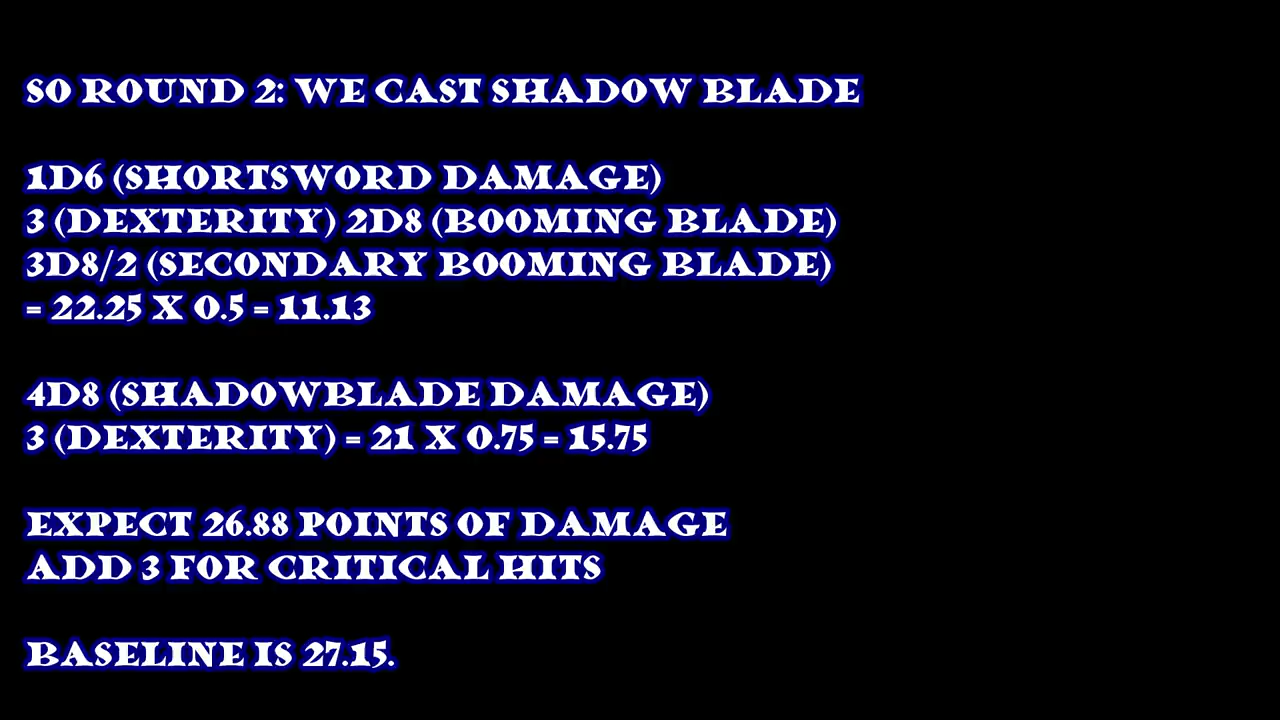 SO ROUND 2: WE CAST SHADOW BLADE
1D6 (SHORTSWORD DAMAGE)
3 (DEXTERITY) 2D8 (BOOMING BLADE)
3D8/2 (SECONDARY BOOMING BLADE)
= 22.25 X 0.5 = 11.13
4D8 (SHADOWBLADE DAMAGE)
3 (DEXTERITY) = 21 X 0.75 = 15.75
EXPECT 26.88 POINTS OF DAMAGE
ADD 3 FOR CRITICAL HITS
BASELINE IS 27.15.